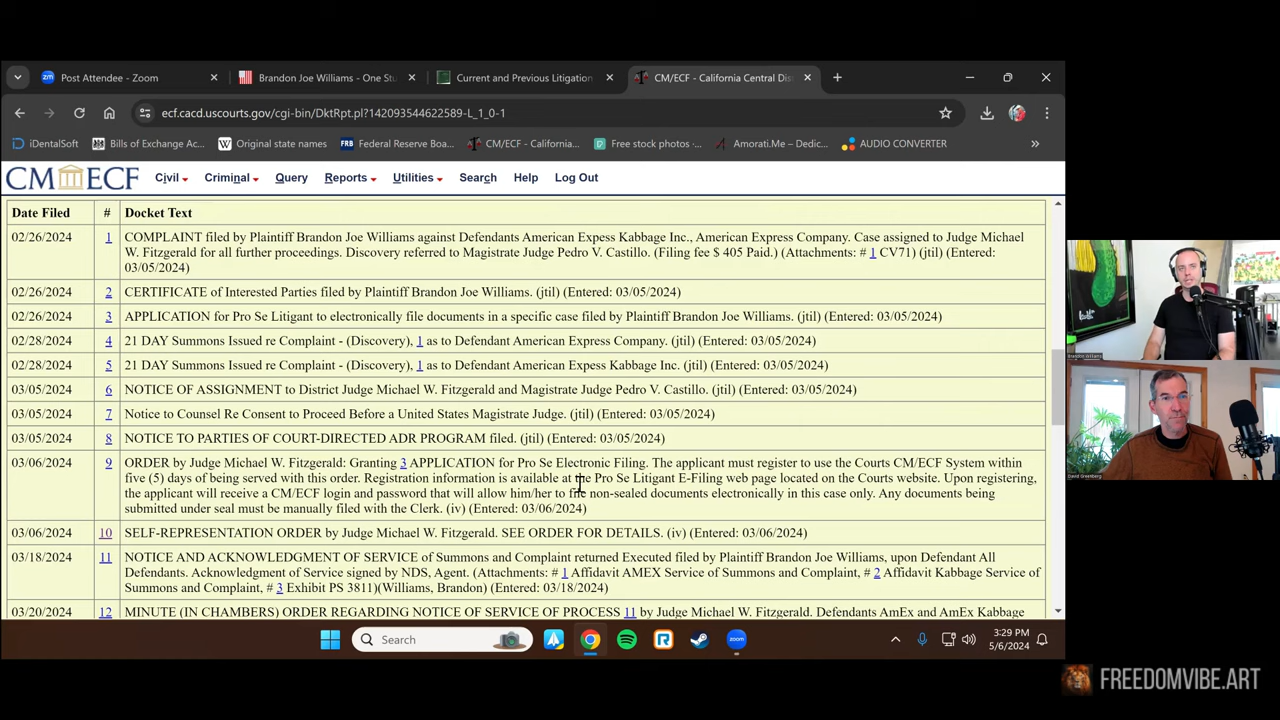 Post Attendee - Zoom
Brandon Joe Williams - One Stu
Current and Previous Litigation
CM/ECF - California Central Dis
ecf.cacd.uscourts.gov/cgi-bin/DktRpt.pl?142093544622589-L_1_0-1
iDentalSoft
Bills of Exchange Ac...
Original state names
Federal Reserve Boa...
CM/ECF - California...
Free stock photos -...
Amorati.Me – Dedic...
AUDIO CONVERTER
CM ECF
Civil
Criminal
Query
Reports
Utilities
Search
Help
Log Out
Date Filed # Docket Text
02/26/2024 1 COMPLAINT filed by Plaintiff Brandon Joe Williams against Defendants American Expess Kabbage Inc., American Express Company. Case assigned to Judge Michael
W. Fitzgerald for all further proceedings. Discovery referred to Magistrate Judge Pedro V. Castillo. (Filing fee $ 405 Paid.) (Attachments: # 1 CV71) (jtil) (Entered:
03/05/2024)
02/26/2024 2 CERTIFICATE of Interested Parties filed by Plaintiff Brandon Joe Williams. (jtil) (Entered: 03/05/2024)
02/26/2024 3 APPLICATION for Pro Se Litigant to electronically file documents in a specific case filed by Plaintiff Brandon Joe Williams. (jtil) (Entered: 03/05/2024)
02/28/2024 4 21 DAY Summons Issued re Complaint - (Discovery), 1 as to Defendant American Express Company. (jtil) (Entered: 03/05/2024)
02/28/2024 5 21 DAY Summons Issued re Complaint - (Discovery), 1 as to Defendant American Express Kabbage Inc. (jtil) (Entered: 03/05/2024)
03/05/2024 6 NOTICE OF ASSIGNMENT to District Judge Michael W. Fitzgerald and Magistrate Judge Pedro V. Castillo. (jtil) (Entered: 03/05/2024)
03/05/2024 7 Notice to Counsel Re Consent to Proceed Before a United States Magistrate Judge. (jtil) (Entered: 03/05/2024)
03/05/2024 8 NOTICE TO PARTIES OF COURT-DIRECTED ADR PROGRAM filed. (jtil) (Entered: 03/05/2024)
03/06/2024 9 ORDER by Judge Michael W. Fitzgerald: Granting 3 APPLICATION for Pro Se Electronic Filing. The applicant must register to use the Courts CM/ECF System within
five (5) days of being served with this order. Registration information is available at the Pro Se Litigant E-Filing web page located on the Courts website. Upon registering,
the applicant will receive a CM/ECF login and password that will allow him/her to file non-sealed documents electronically in this case only. Any documents being
submitted under seal must be manually filed with the Clerk. (iv) (Entered: 03/06/2024)
03/06/2024 10 SELF-REPRESENTATION ORDER by Judge Michael W. Fitzgerald. SEE ORDER FOR DETAILS. (iv) (Entered: 03/06/2024)
03/18/2024 11 NOTICE AND ACKNOWLEDGMENT OF SERVICE of Summons and Complaint returned Executed filed by Plaintiff Brandon Joe Williams, upon Defendant All
Defendants. Acknowledgment of Service signed by NDS, Agent. (Attachments: # 1 Affidavit AMEX Service of Summons and Complaint, # 2 Affidavit Kabbage Service of
Summons and Complaint, # 3 Exhibit PS 3811)(Williams, Brandon) (Entered: 03/18/2024)
03/20/2024 12 MINUTE (IN CHAMBERS) ORDER REGARDING NOTICE OF SERVICE OF PROCESS 11 by Judge Michael W. Fitzgerald. Defendants AmEx and AmEx Kabbage
Brandon Williams
David Greenberg
Search
3:29 PM
5/6/2024
FREEDOMVIBE.ART